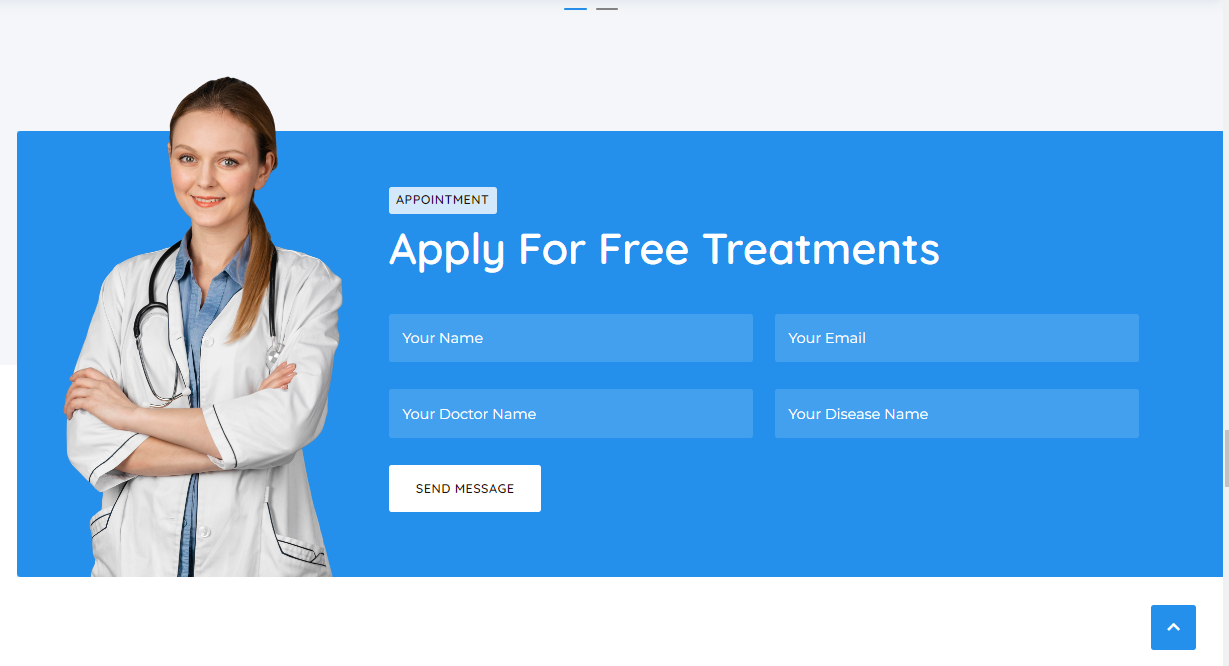 APPOINTMENT
Apply For Free Treatments
Your Name
Your Email
Your Doctor Name
Your Disease Name
SEND MESSAGE